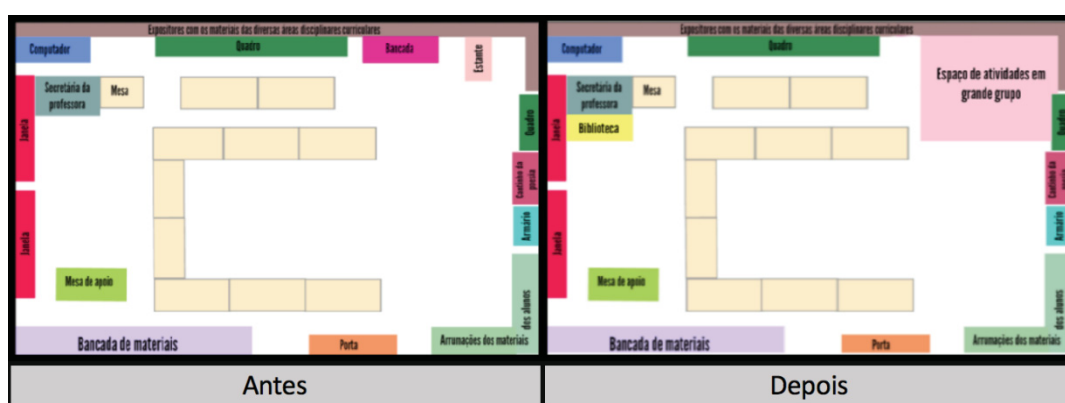 Expositores com os materiais das diversas áreas disciplinares curriculares
Computador
Quadro
Bancada
Estante
Secretária da
professora
Mesa
Janela
Quadro
Cantinho da
poesia
Janela
Armário
Mesa de apoio
dos alunos
Bancada de materiais
Porta
Arrumações dos materiais
Antes
Expositores com os materiais das diversas áreas disciplinares curriculares
Computador
Quadro
Espaço de atividades em
grande grupo
Secretária da
professora
Mesa
Janela
Biblioteca
Quadro
Cantinho da
poesia
Janela
Armário
Mesa de apoio
dos alunos
Bancada de materiais
Porta
Arrumações dos materiais
Depois